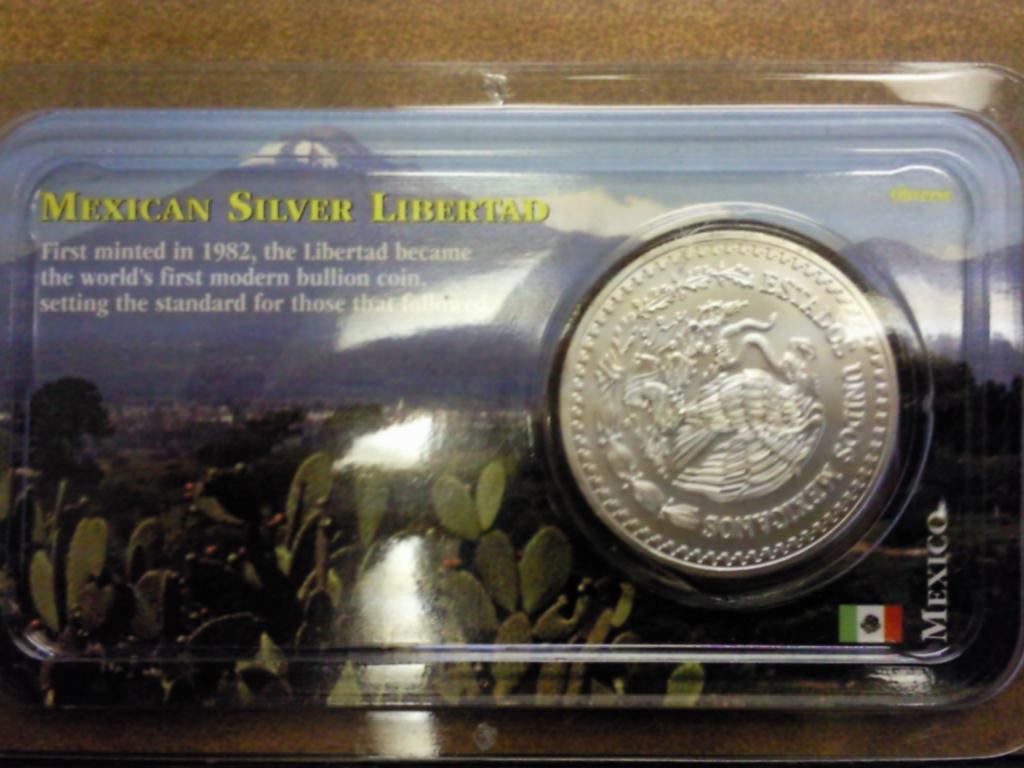 MEXICAN SILVER LIBERTAD
First minted in 1982, the Libertad became
the world's first modern bullion coin,
setting the standard for those that followed.
Obverse
ESTADOS UNIDOS MEXICANOS
MEXICO